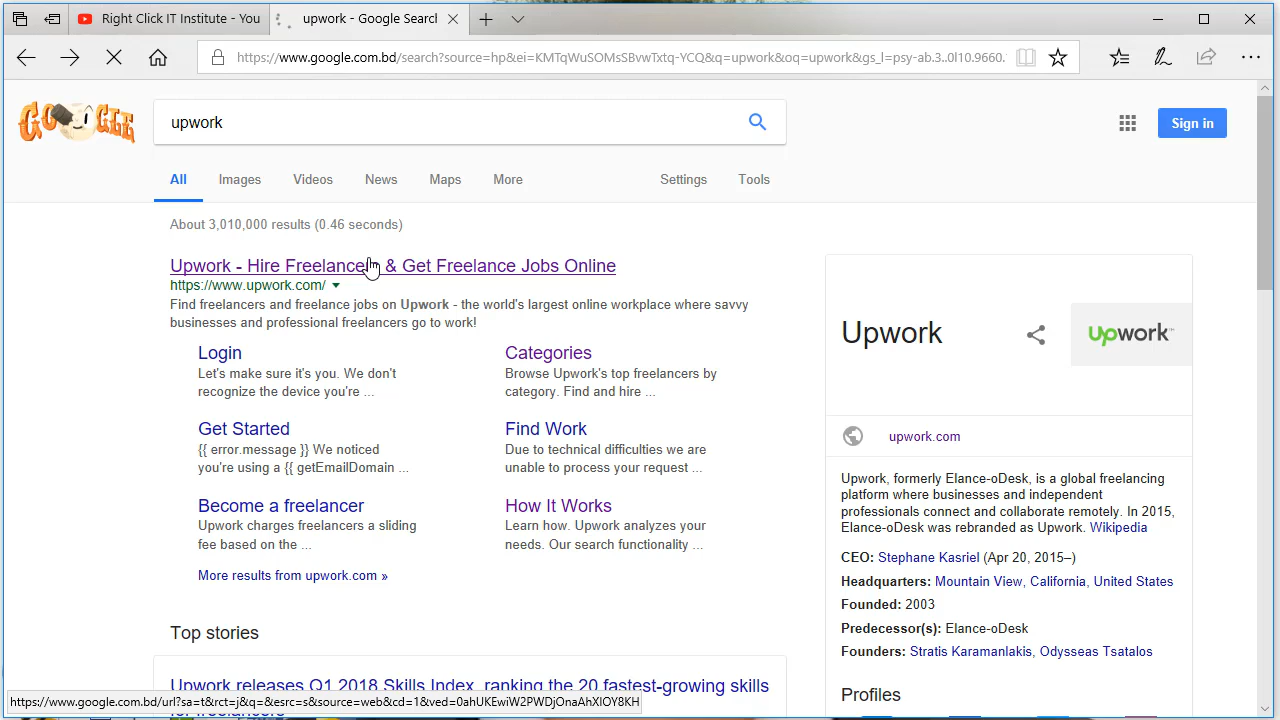 Right Click IT Institute - You
upwork - Google Search
https://www.google.com.bd/search?source=hp&ei=KMTqWuSOMsSBvwTxtq-YCQ&q=upwork&oq=upwork&gs_l=psy-ab.3..0l10.9660.
GOOGLE
upwork
Sign in
All Images Videos News Maps More Settings Tools
About 3,010,000 results (0.46 seconds)
Upwork - Hire Freelancers & Get Freelance Jobs Online
https://www.upwork.com/
Find freelancers and freelance jobs on Upwork - the world's largest online workplace where savvy
businesses and professional freelancers go to work!
Login
Let's make sure it's you. We don't
recognize the device you're ...
Categories
Browse Upwork's top freelancers by
category. Find and hire ...
Get Started
{{ error.message }} We noticed
you're using a {{ getEmailDomain ...
Find Work
Due to technical difficulties we are
unable to process your request ...
Become a freelancer
Upwork charges freelancers a sliding
fee based on the ...
How It Works
Learn how. Upwork analyzes your
needs. Our search functionality ...
More results from upwork.com »
Top stories
Upwork releases Q1 2018 Skills Index, ranking the 20 fastest-growing skills
for freelancers
https://www.google.com.bd/url?sa=t&rct=j&q=&esrc=s&source=web&cd=1&ved=0ahUKEwiW2PWDjOnaAhXIOY8KH
Upwork
upwork
upwork.com
Upwork, formerly Elance-oDesk, is a global freelancing
platform where businesses and independent
professionals connect and collaborate remotely. In 2015,
Elance-oDesk was rebranded as Upwork. Wikipedia
CEO: Stephane Kasriel (Apr 20, 2015–)
Headquarters: Mountain View, California, United States
Founded: 2003
Predecessor(s): Elance-oDesk
Founders: Stratis Karamanlakis, Odysseas Tsatalos
Profiles